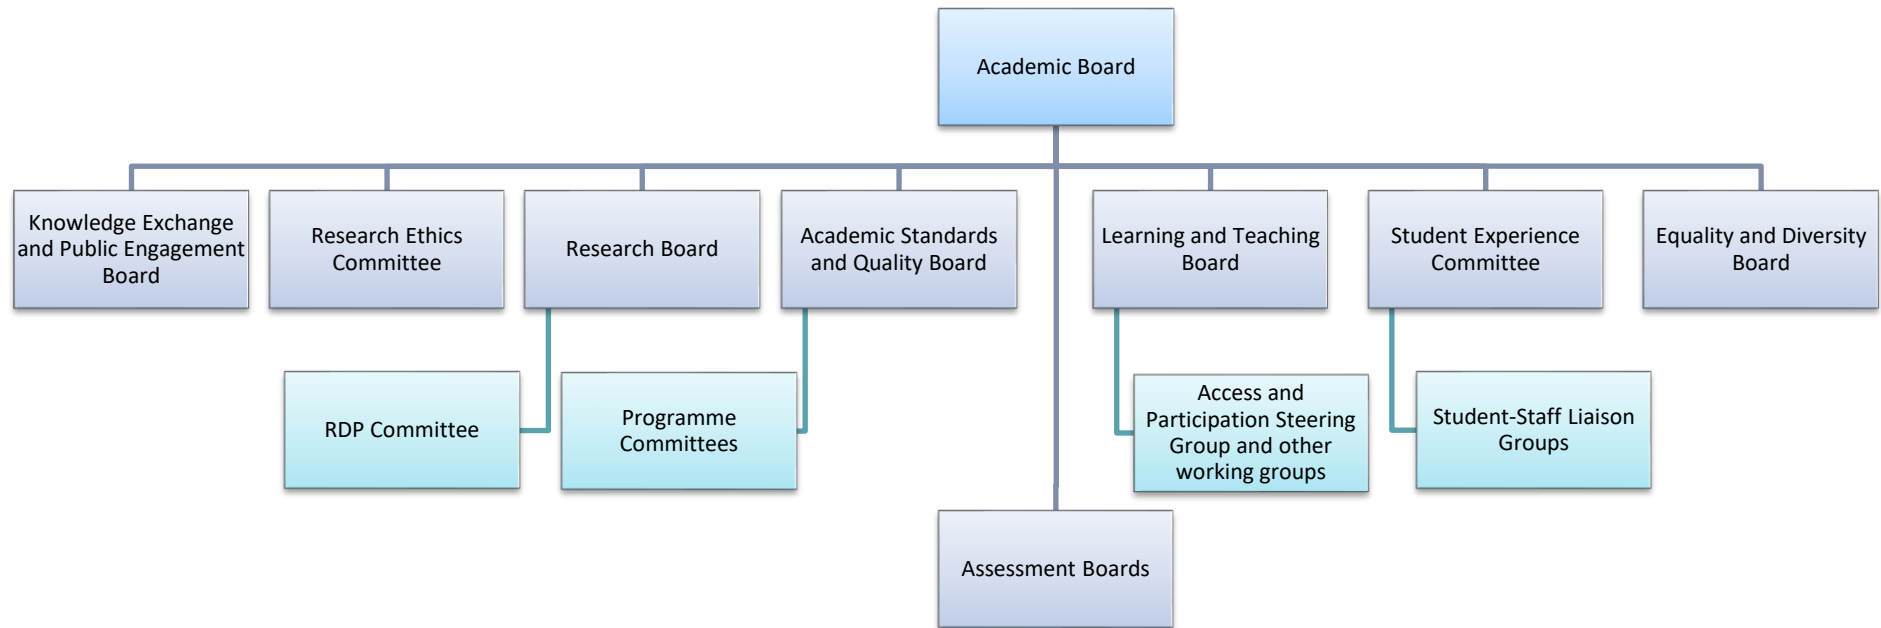 Academic Board
Knowledge Exchange
and Public Engagement
Board
Research Ethics
Committee
Research Board
Academic Standards
and Quality Board
Learning and Teaching
Board
Student Experience
Committee
Equality and Diversity
Board
RDP Committee
Programme
Committees
Access and
Participation Steering
Group and other
working groups
Student-Staff Liaison
Groups
Assessment Boards